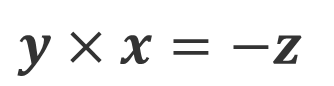 y × x = −z